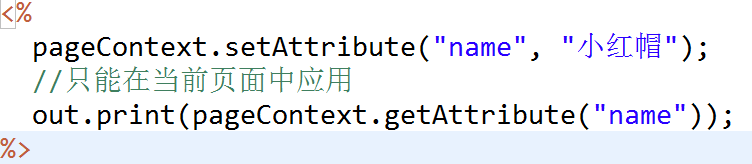 <%
pageContext.setAttribute("name", "小红帽");
//只能在当前页面中应用
out.print(pageContext.getAttribute("name"));
%>